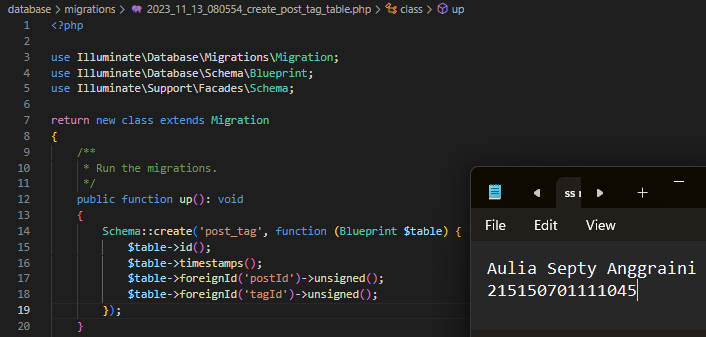 database > migrations > 2023_11_13_080554_create_post_tag_table.php > class > up
1 <?php
2
3 use Illuminate\Database\Migrations\Migration;
4 use Illuminate\Database\Schema\Blueprint;
5 use Illuminate\Support\Facades\Schema;
6
7 return new class extends Migration
8 {
9 /**
10 * Run the migrations.
11 */
12 public function up(): void
13 {
14 Schema::create('post_tag', function (Blueprint $table) {
15 $table->id();
16 $table->timestamps();
17 $table->foreignId('postId')->unsigned();
18 $table->foreignId('tagId')->unsigned();
19 });
20 }
ss
File Edit View
Aulia Septy Anggraini
215150701111045